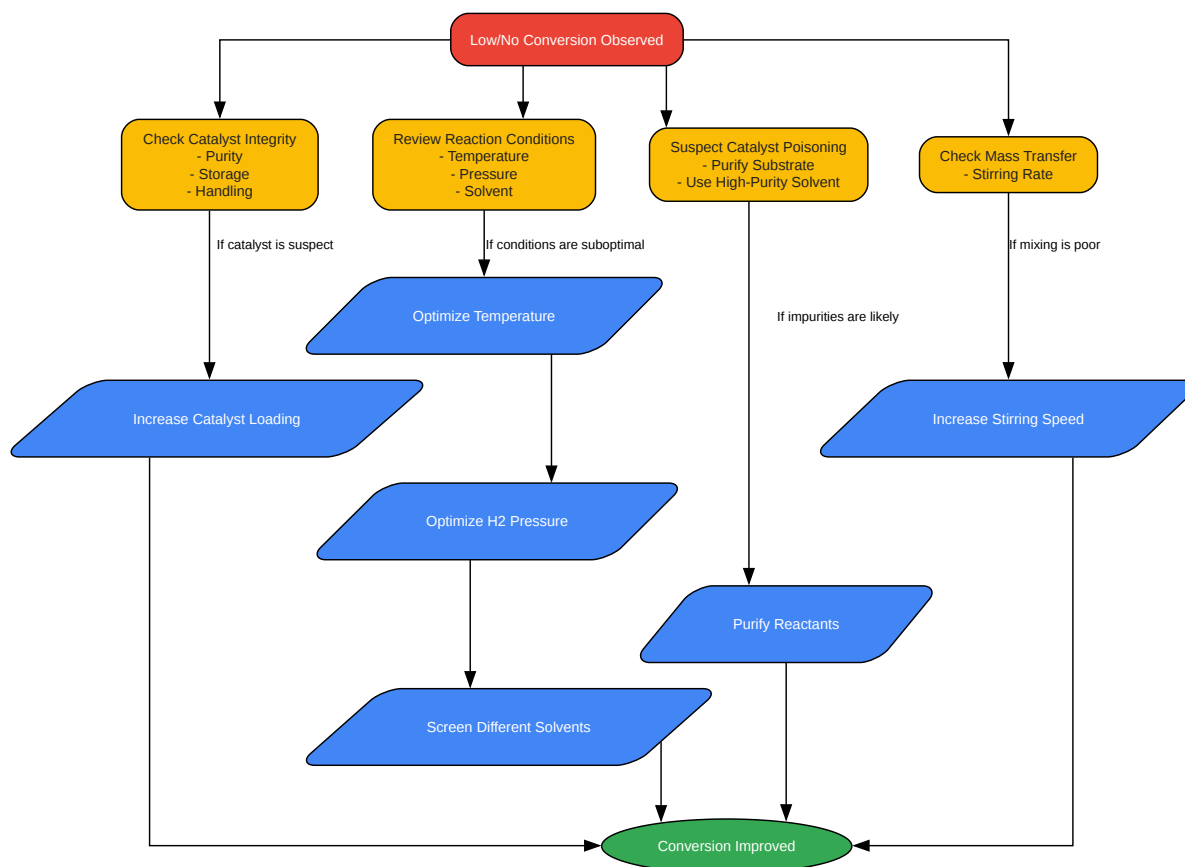 Low/No Conversion Observed
Check Catalyst Integrity
- Purity
- Storage
- Handling
Review Reaction Conditions
- Temperature
- Pressure
- Solvent
Suspect Catalyst Poisoning
- Purify Substrate
- Use High-Purity Solvent
Check Mass Transfer
- Stirring Rate
If catalyst is suspect
If conditions are suboptimal
If mixing is poor
Optimize Temperature
If impurities are likely
Increase Catalyst Loading
Increase Stirring Speed
Optimize H2 Pressure
Purify Reactants
Screen Different Solvents
Conversion Improved